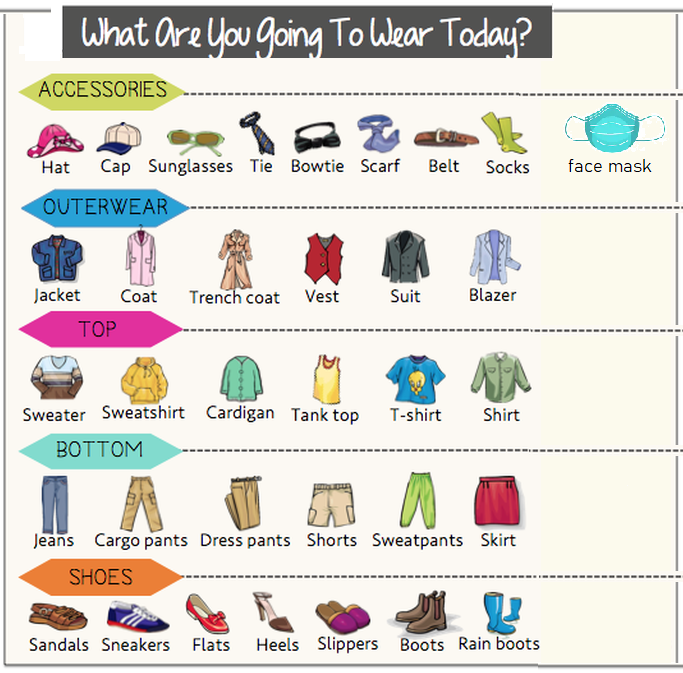 What Are You Going To Wear Today?
ACCESSORIES
Hat Cap Sunglasses Tie Bowtie Scarf Belt Socks face mask
OUTERWEAR
Jacket Coat Trench coat Vest Suit Blazer
TOP
Sweater Sweatshirt Cardigan Tank top T-shirt Shirt
BOTTOM
Jeans Cargo pants Dress pants Shorts Sweatpants Skirt
SHOES
Sandals Sneakers Flats Heels Slippers Boots Rain boots